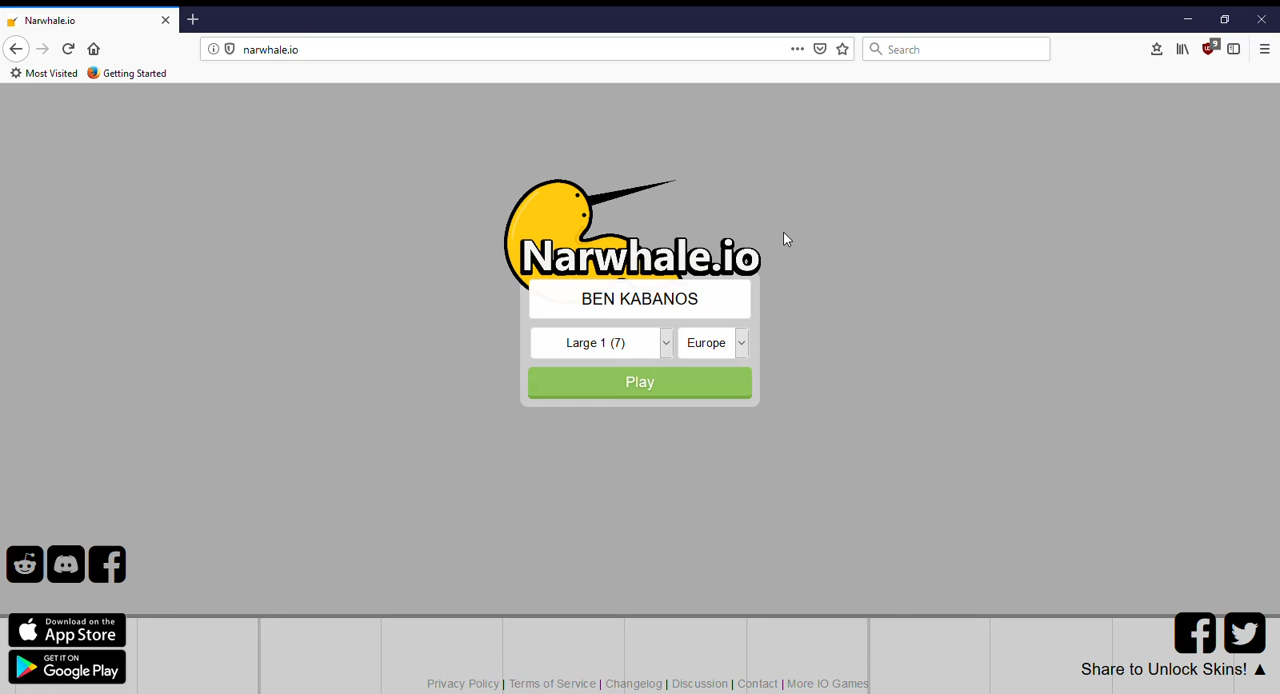 Narwhale.io
narwhale.io
Search
9
Most Visited
Getting Started
Narwhale.io
BEN KABANOS
Large 1 (7)
Europe
Play
Download on the
App Store
GET IT ON
Google Play
Share to Unlock Skins! ▲
Privacy Policy | Terms of Service | Changelog | Discussion | Contact | More IO Games